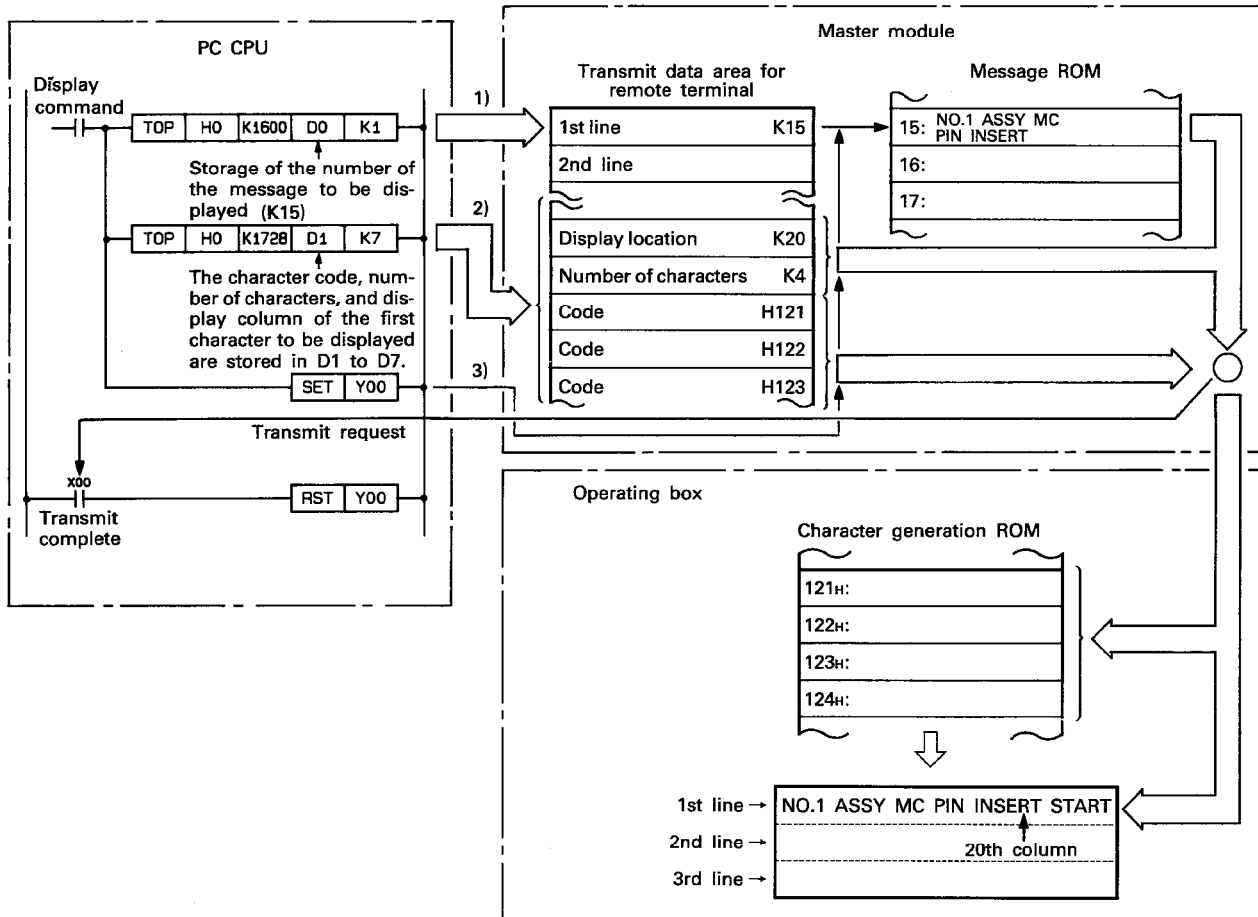 PC CPU
Display
command
TOP H0 K1600 D0 K1
Storage of the number of
the message to be dis-
played (K15)
TOP H0 K1728 D1 K7
The character code, num-
ber of characters, and dis-
play column of the first
character to be displayed
are stored in D1 to D7.
SET Y00
Transmit request
X00
RST Y00
Transmit
complete
1)
2)
3)
Master module
Transmit data area for
remote terminal
1st line K15
2nd line
Display location K20
Number of characters K4
Code H121
Code H122
Code H123
Message ROM
15: NO.1 ASSY MC
PIN INSERT
16:
17:
Operating box
Character generation ROM
121H:
122H:
123H:
124H:
1st line → NO.1 ASSY MC PIN INSERT START
2nd line →
20th column
3rd line →